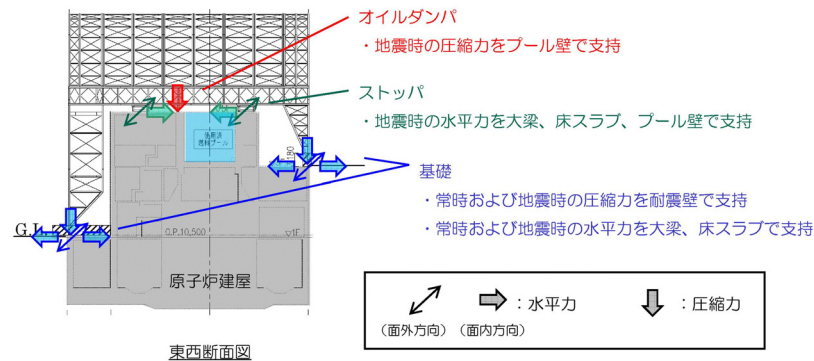 オイルダンパ
・地震時の圧縮力をプール壁で支持
ストッパ
・地震時の水平力を大梁、床スラブ、プール壁で支持
使用済
燃料プール
基礎
・常時および地震時の圧縮力を耐震壁で支持
・常時および地震時の水平力を大梁、床スラブで支持
G.L
O.P.10,500
▽1F
原子炉建屋
：水平力
：圧縮力
(面外方向)
(面内方向)
東西断面図